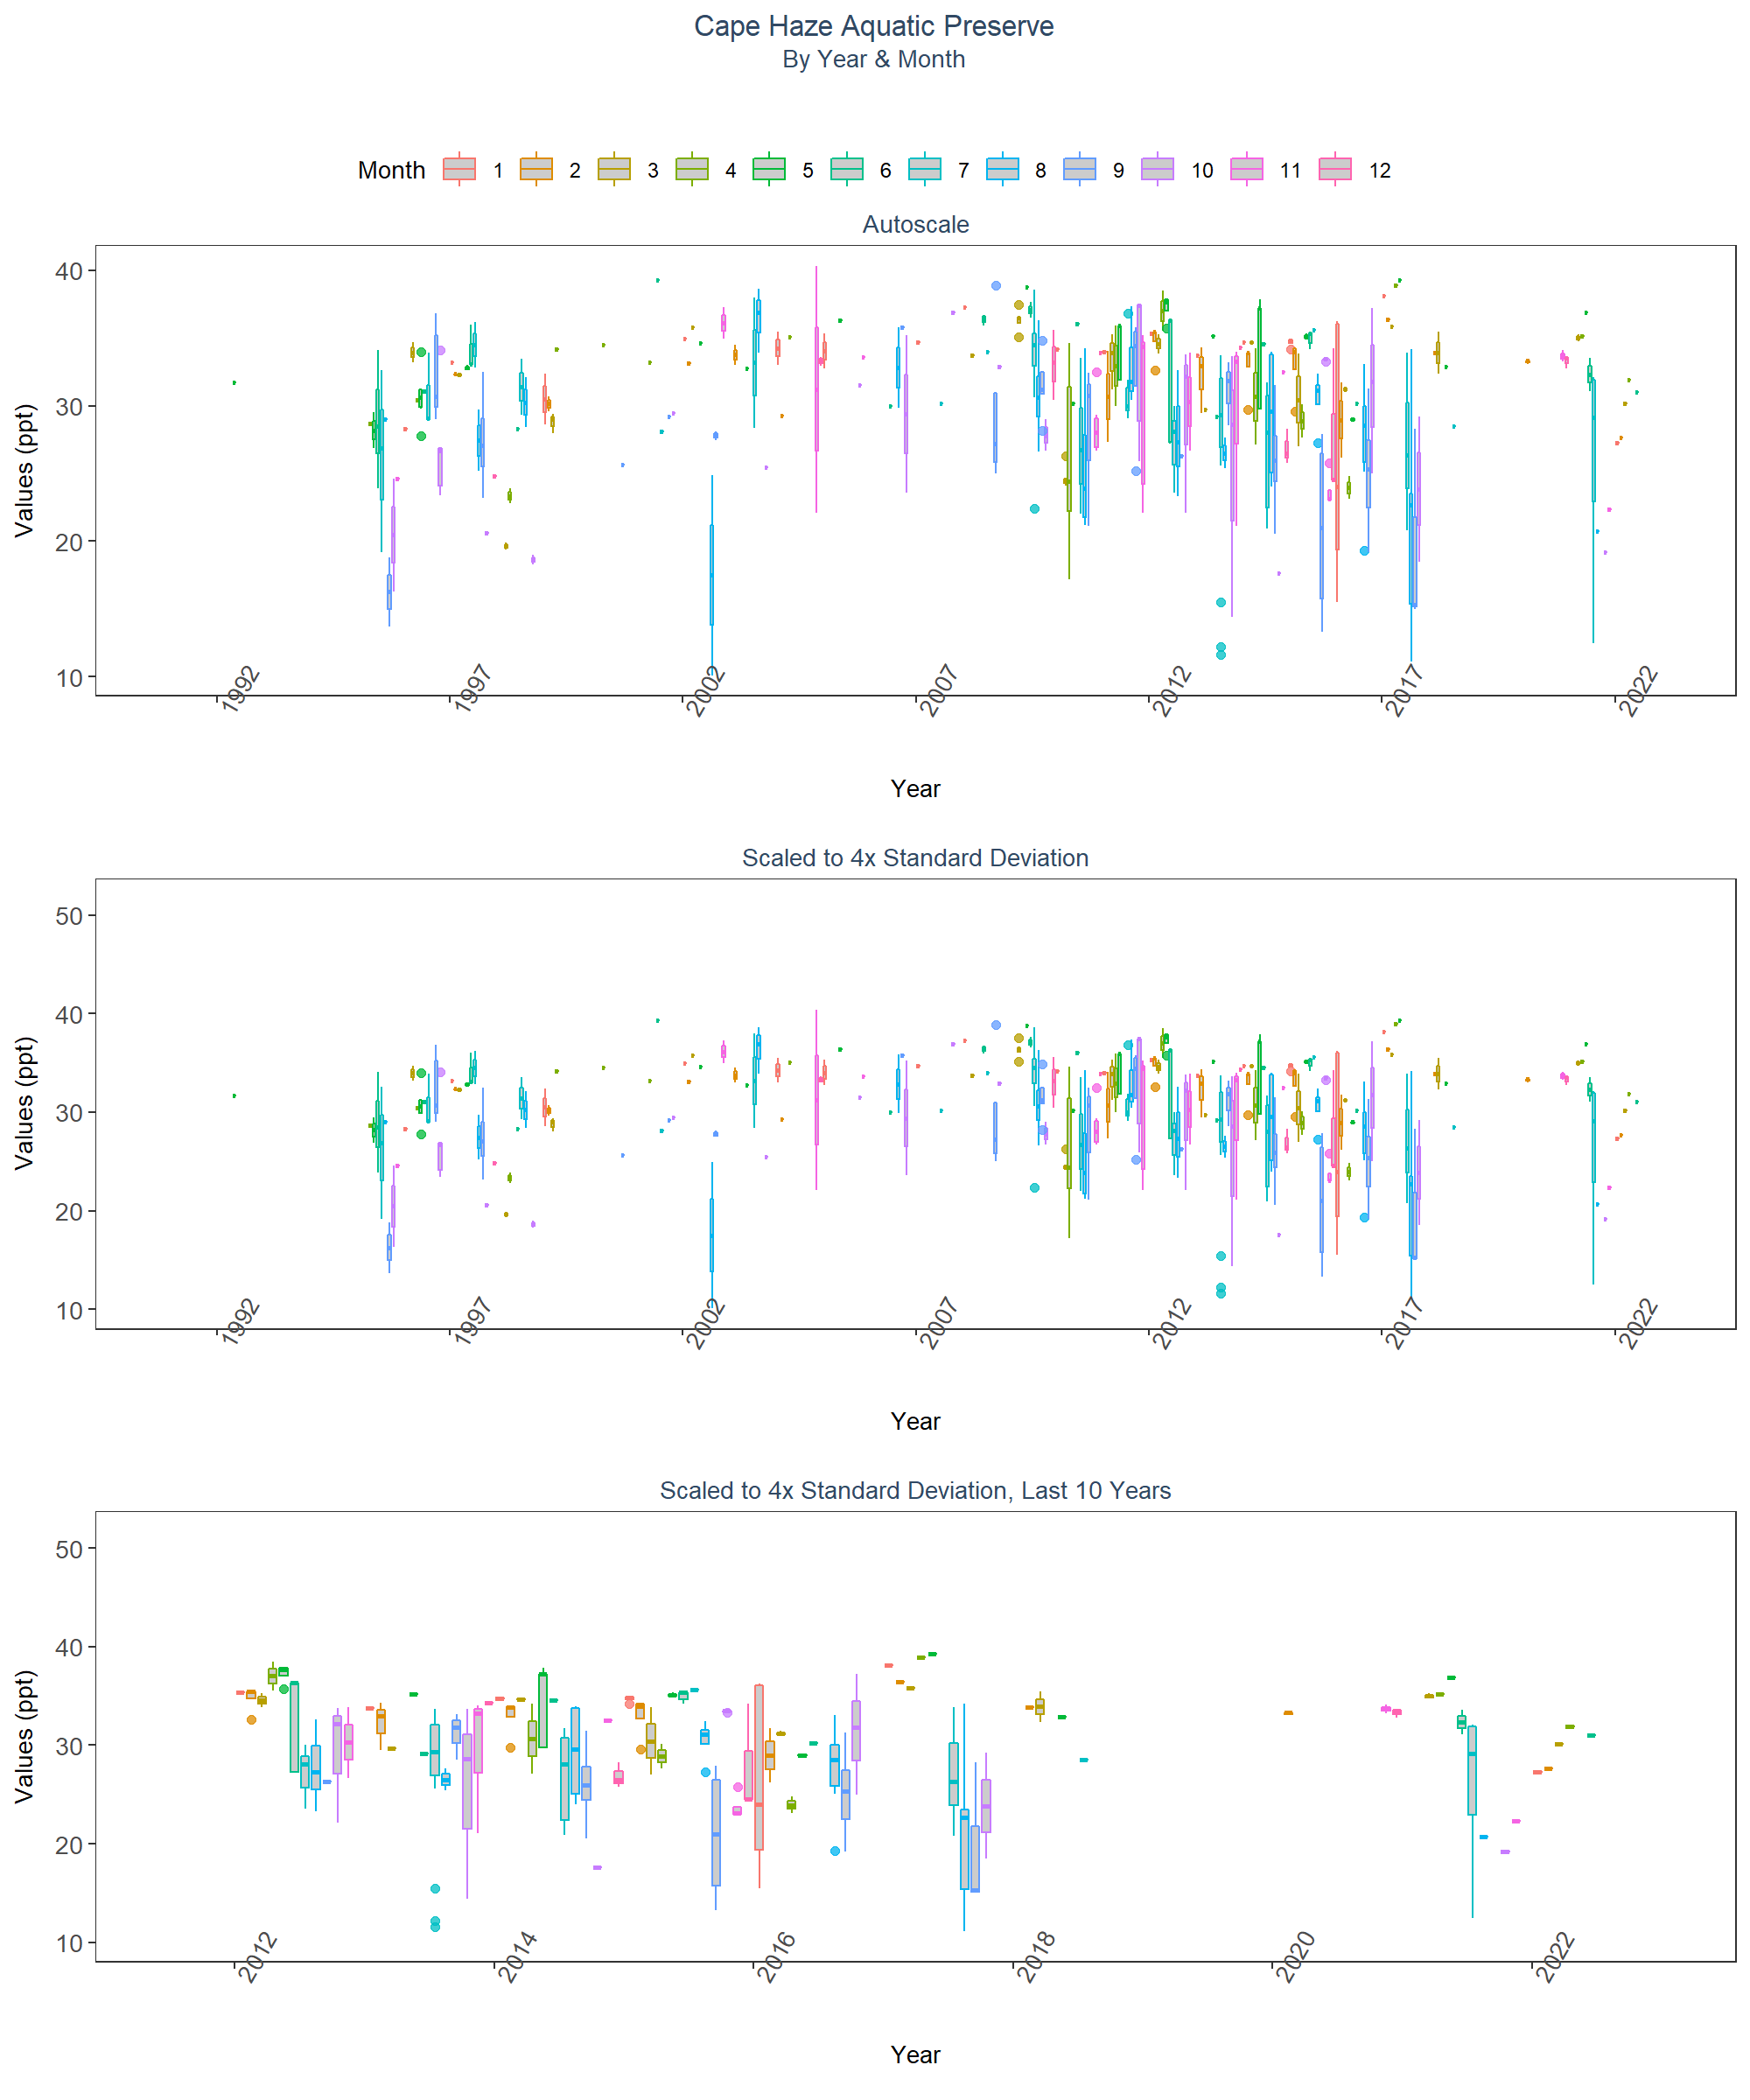 Cape Haze Aquatic Preserve
By Year & Month
Month 1 2 3 4 5 6 7 8 9 10 11 12
Autoscale
Values (ppt)
40
30
20
10
1992 1997 2002 2007 2012 2017 2022
Year
Scaled to 4x Standard Deviation
Values (ppt)
50
40
30
20
10
1992 1997 2002 2007 2012 2017 2022
Year
Scaled to 4x Standard Deviation, Last 10 Years
Values (ppt)
50
40
30
20
10
2012 2014 2016 2018 2020 2022
Year